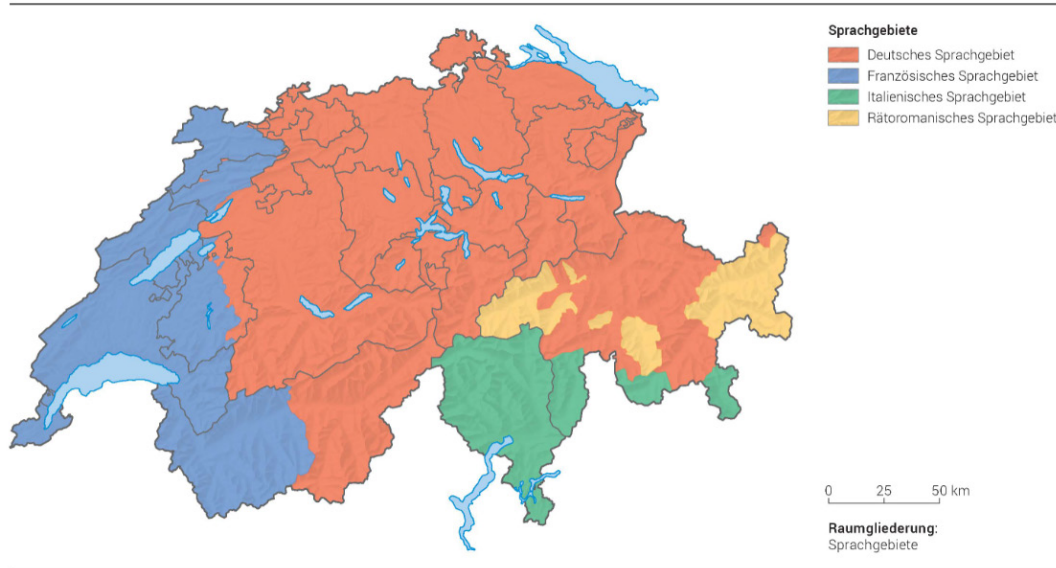 Sprachgebiete
Deutsches Sprachgebiet
Französisches Sprachgebiet
Italienisches Sprachgebiet
Rätoromanisches Sprachgebiet
0 25 50 km
Raumgliederung:
Sprachgebiete